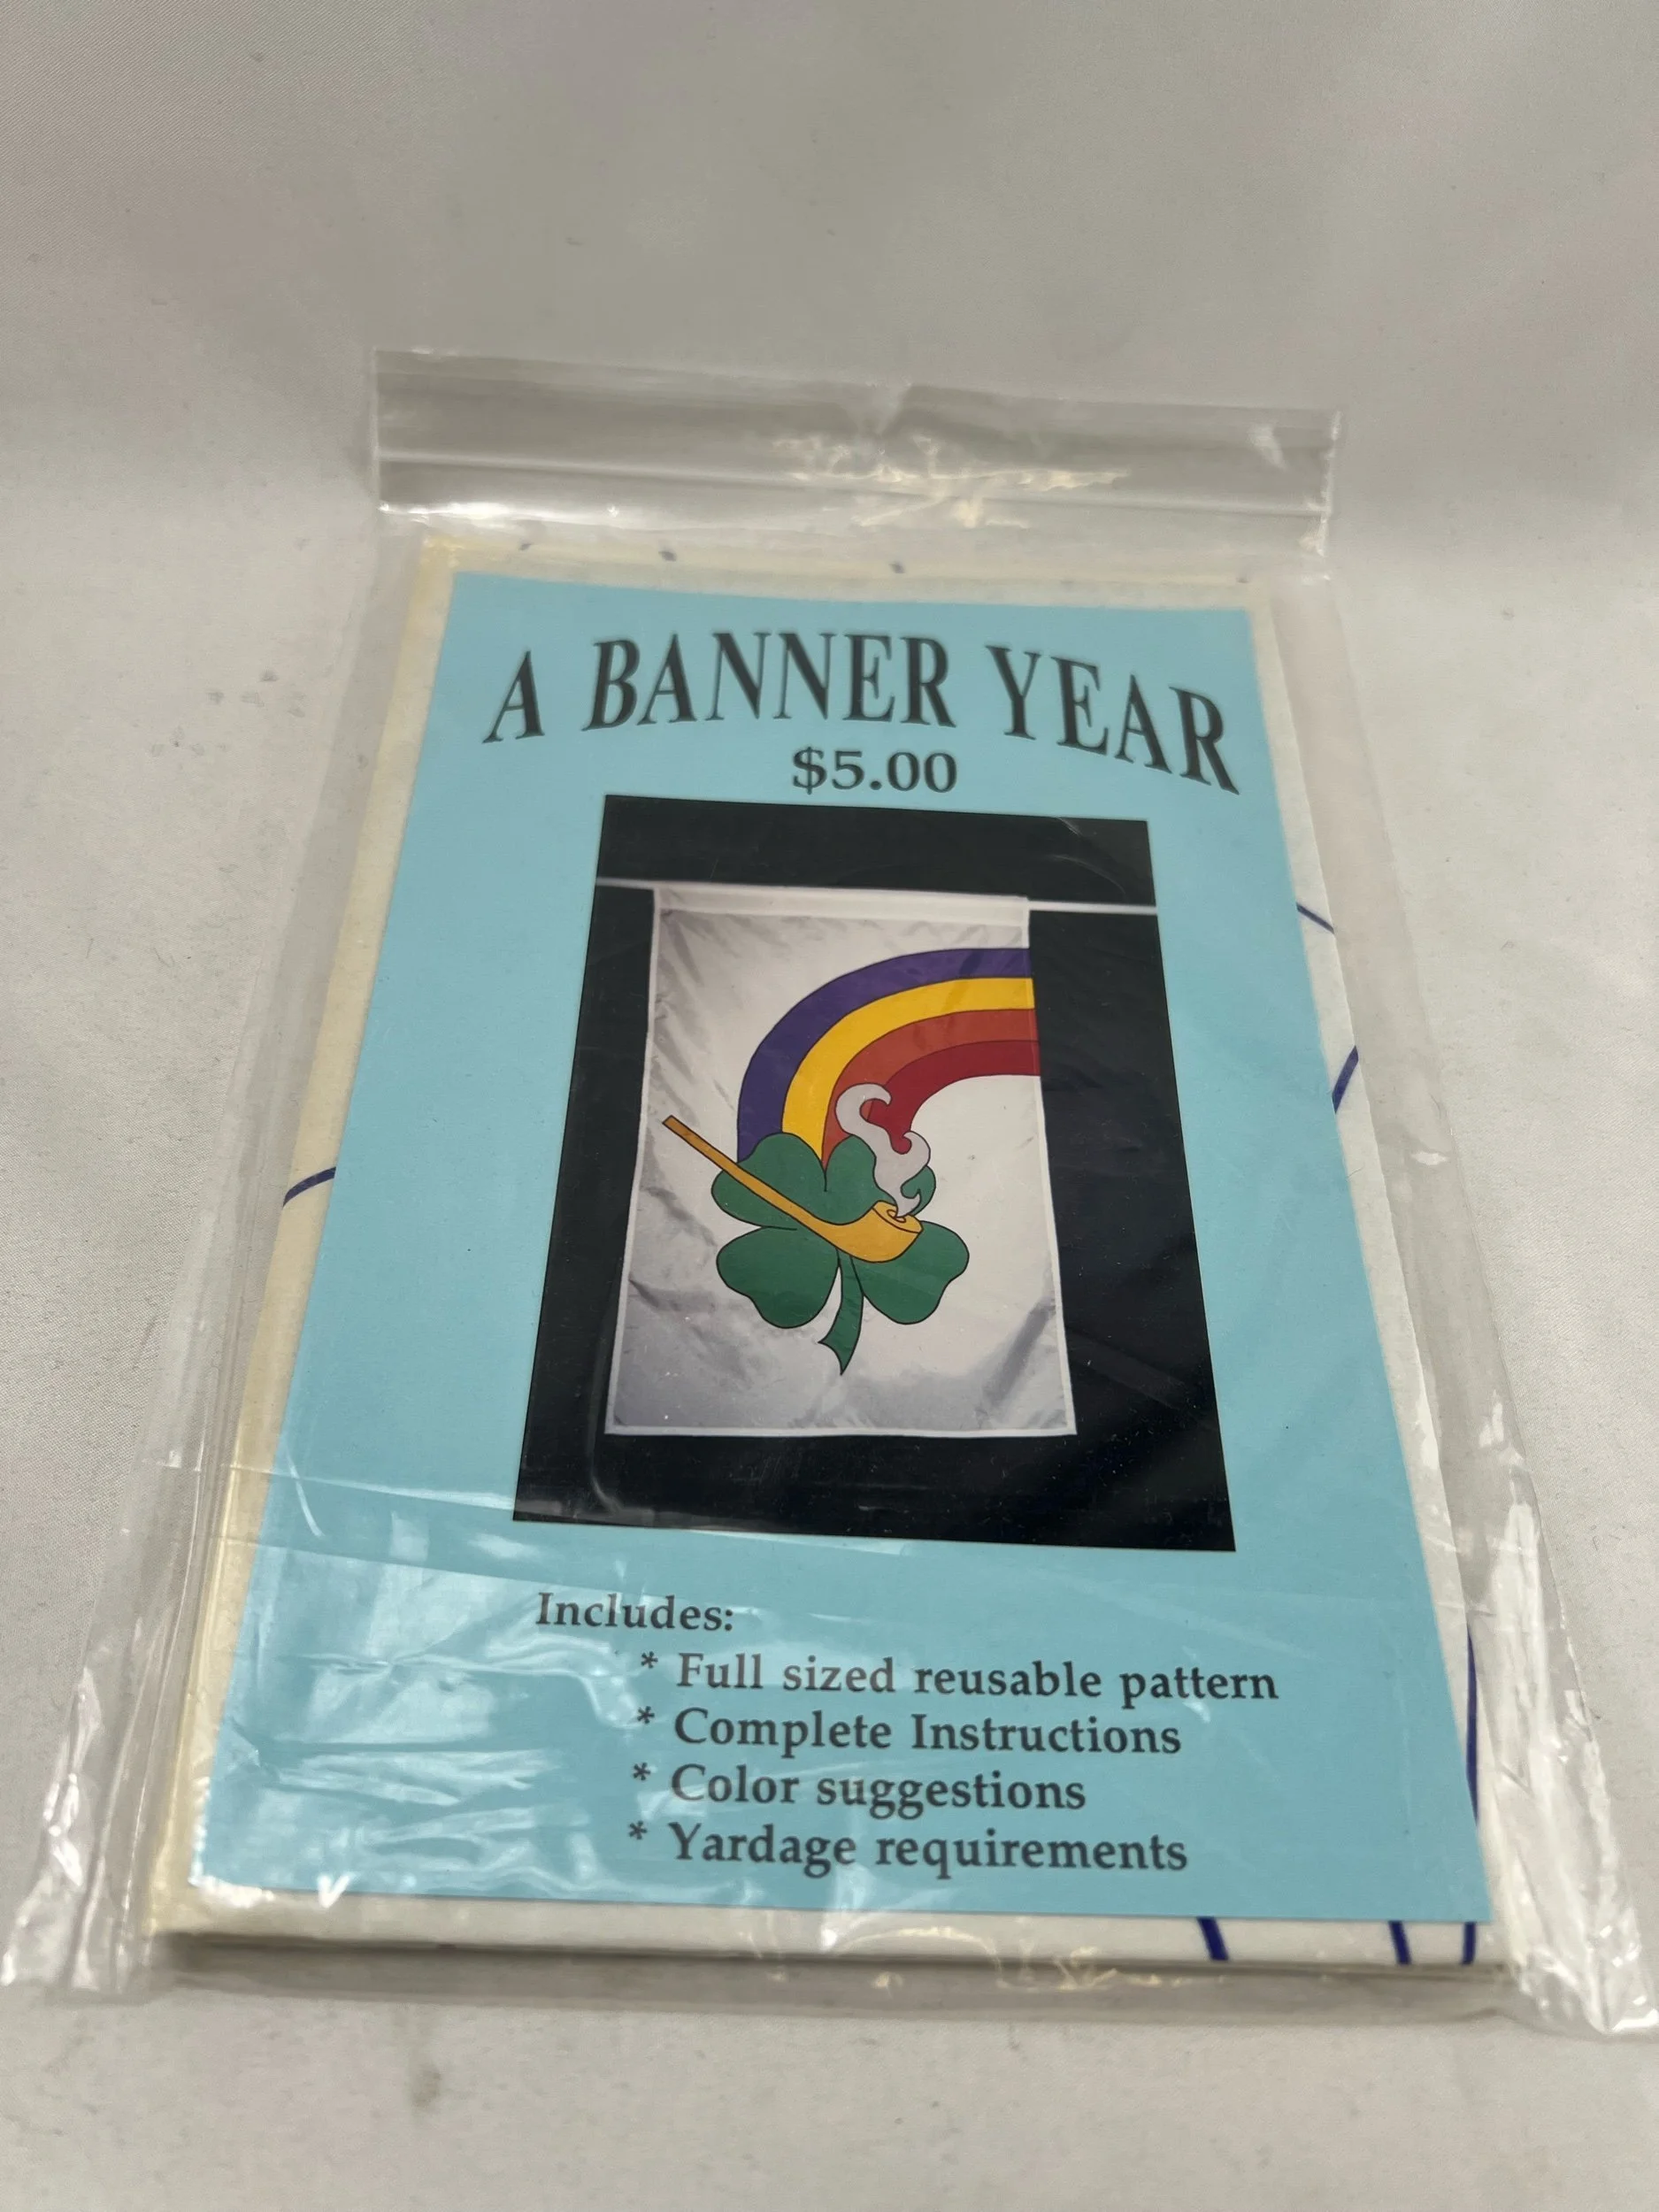 A BANNER YEAR
$5.00
Includes:
* Full sized reusable pattern
* Complete Instructions
* Color suggestions
* Yardage requirements